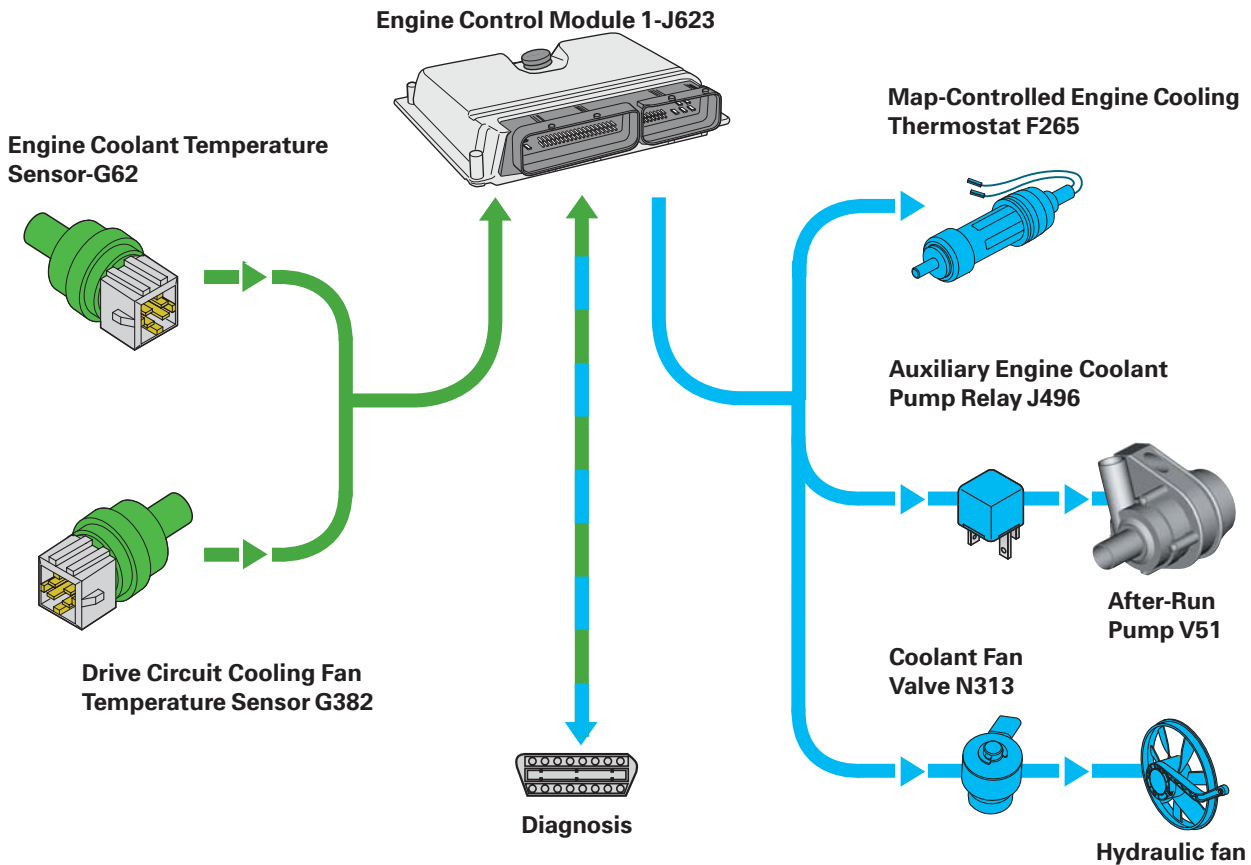 Engine Control Module 1-J623
Engine Coolant Temperature
Sensor-G62
Map-Controlled Engine Cooling
Thermostat F265
Auxiliary Engine Coolant
Pump Relay J496
After-Run
Pump V51
Drive Circuit Cooling Fan
Temperature Sensor G382
Coolant Fan
Valve N313
Diagnosis
Hydraulic fan